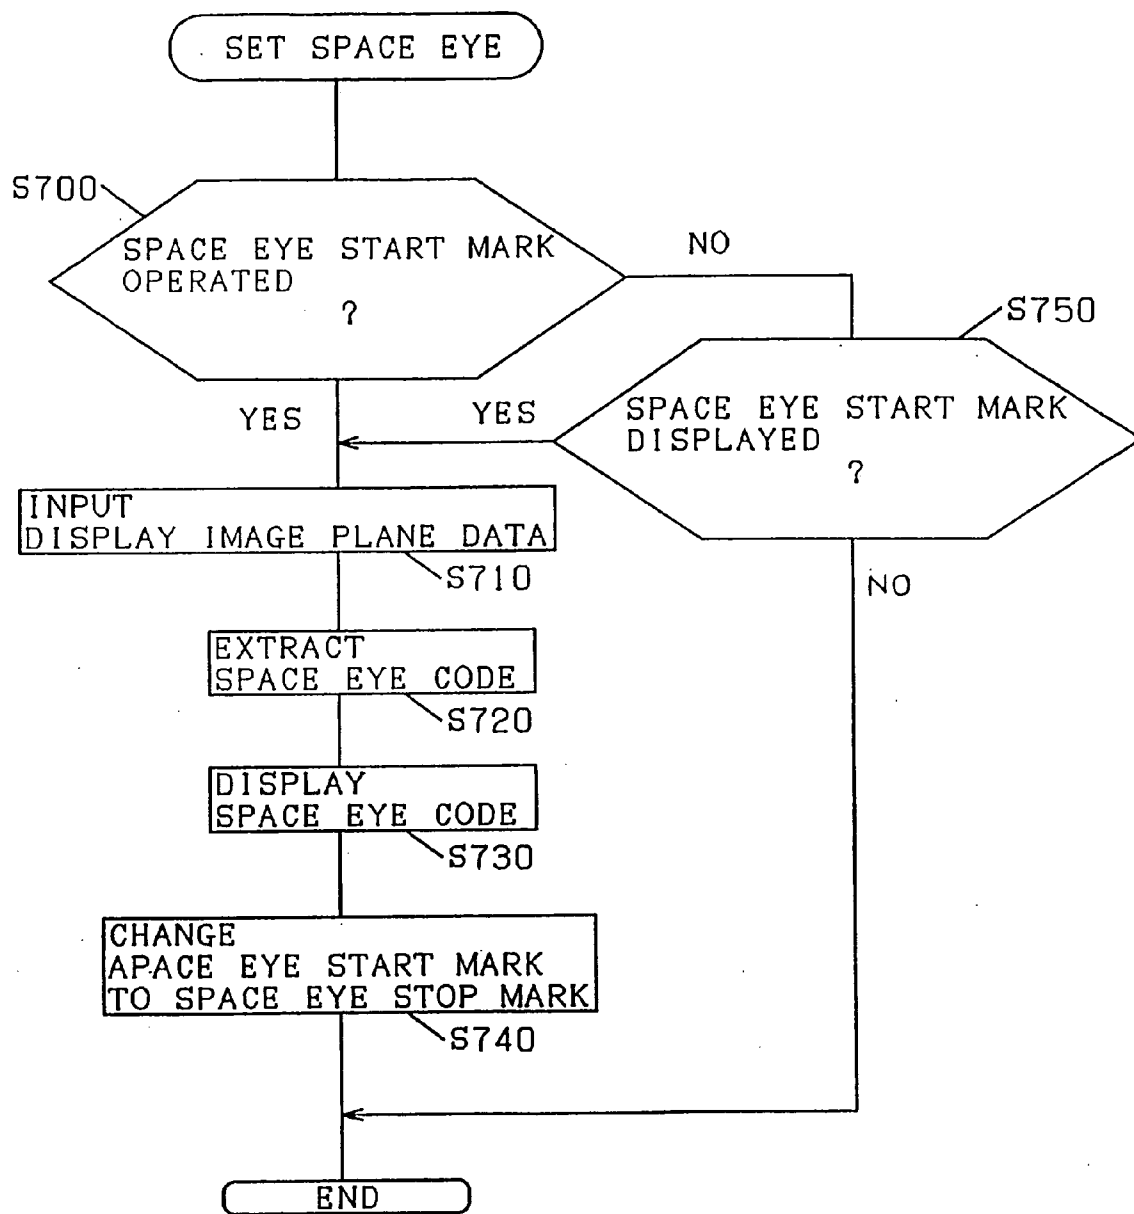 SET SPACE EYE
S700
SPACE EYE START MARK
OPERATED
?
NO
S750
YES
YES
SPACE EYE START MARK
DISPLAYED
?
INPUT
DISPLAY IMAGE PLANE DATA
S710
NO
EXTRACT
SPACE EYE CODE
S720
DISPLAY
SPACE EYE CODE
S730
CHANGE
APACE EYE START MARK
TO SPACE EYE STOP MARK
S740
END